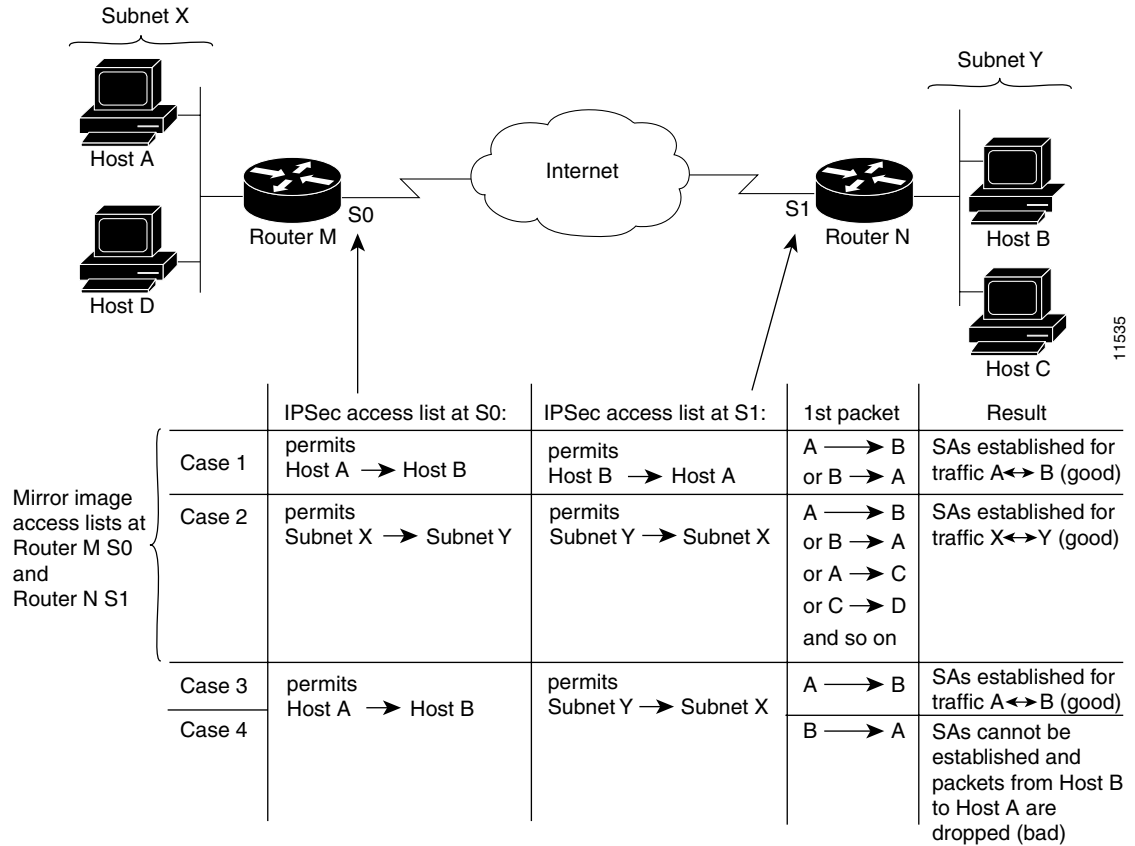 Subnet X
Subnet Y
Host A
Internet
S0
S1
Router M
Router N
Host B
Host D
Host C
11535
IPSec access list at S0:
IPSec access list at S1:
1st packet
Result
Mirror image
access lists at
Router M S0
and
Router N S1
Case 1
permits
Host A → Host B
permits
Host B → Host A
A → B
or B → A
SAs established for
traffic A↔B (good)
Case 2
permits
Subnet X → Subnet Y
permits
Subnet Y → Subnet X
A → B
or B → A
or A → C
or C → D
and so on
SAs established for
traffic X↔Y (good)
Case 3
permits
Host A → Host B
permits
Subnet Y → Subnet X
A → B
SAs established for
traffic A↔B (good)
Case 4
B → A
SAs cannot be
established and
packets from Host B
to Host A are
dropped (bad)